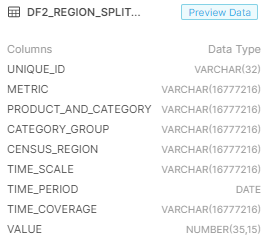 DF2_REGION_SPLIT... Preview Data
Columns Data Type
UNIQUE_ID VARCHAR(32)
METRIC VARCHAR(16777216)
PRODUCT_AND_CATEGORY VARCHAR(16777216)
CATEGORY_GROUP VARCHAR(16777216)
CENSUS_REGION VARCHAR(16777216)
TIME_SCALE VARCHAR(16777216)
TIME_PERIOD DATE
TIME_COVERAGE VARCHAR(16777216)
VALUE NUMBER(35,15)